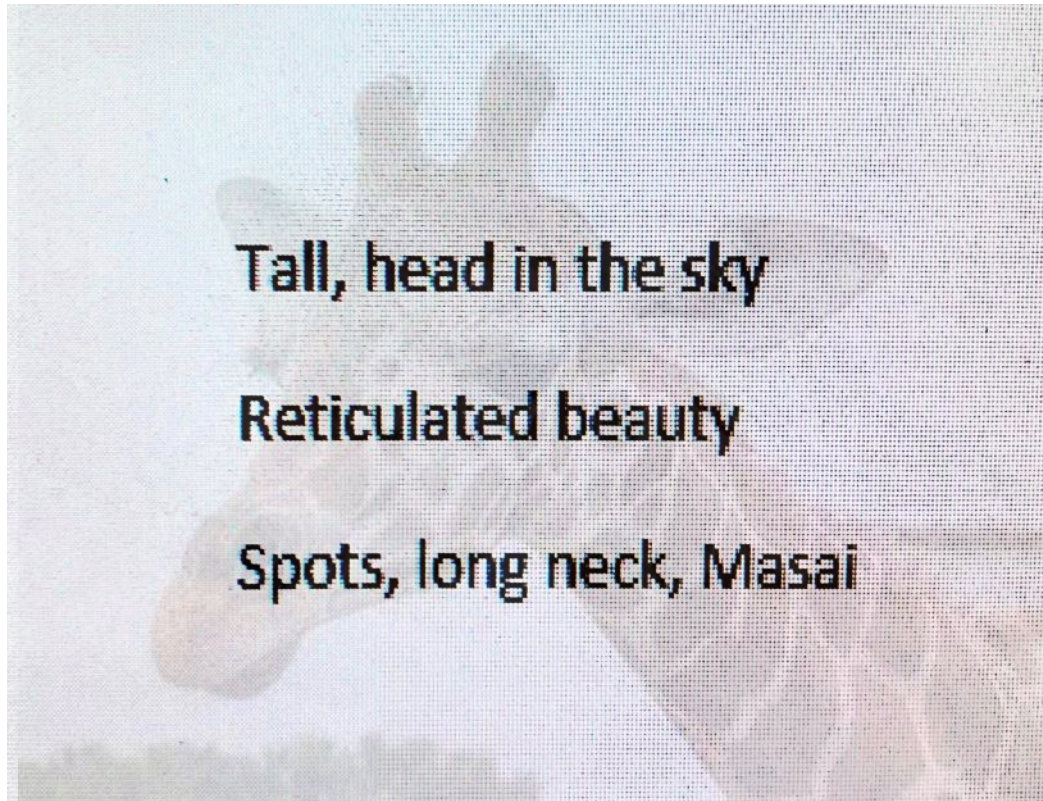 Tall, head in the sky
Reticulated beauty
Spots, long neck, Masai